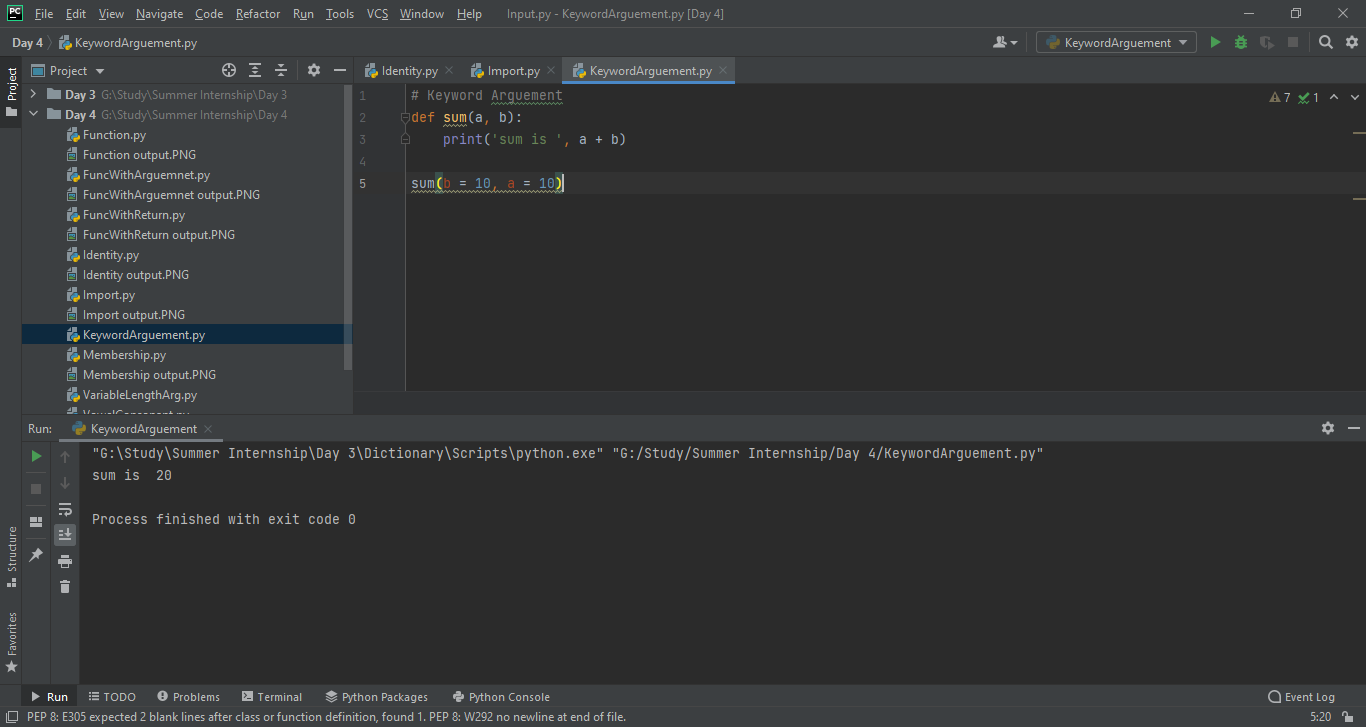 PC File Edit View Navigate Code Refactor Run Tools VCS Window Help Input.py - KeywordArguement.py [Day 4]
Day 4 KeywordArguement.py KeywordArguement
Project
Project
Identity.py Import.py KeywordArguement.py
Day 3 G:\Study\Summer Internship\Day 3
Day 4 G:\Study\Summer Internship\Day 4
Function.py
Function output.PNG
FuncWithArguemnet.py
FuncWithArguemnet output.PNG
FuncWithReturn.py
FuncWithReturn output.PNG
Identity.py
Identity output.PNG
Import.py
Import output.PNG
KeywordArguement.py
Membership.py
Membership output.PNG
VariableLengthArg.py
1 # Keyword Arguement
7 1
2 def sum(a, b):
3 print('sum is ', a + b)
4
5 sum(b = 10, a = 10)
Run: KeywordArguement
"G:\Study\Summer Internship\Day 3\Dictionary\Scripts\python.exe" "G:/Study/Summer Internship/Day 4/KeywordArguement.py"
sum is  20
Process finished with exit code 0
Structure
Favorites
Run TODO Problems Terminal Python Packages Python Console Event Log
PEP 8: E305 expected 2 blank lines after class or function definition, found 1. PEP 8: W292 no newline at end of file. 5:20